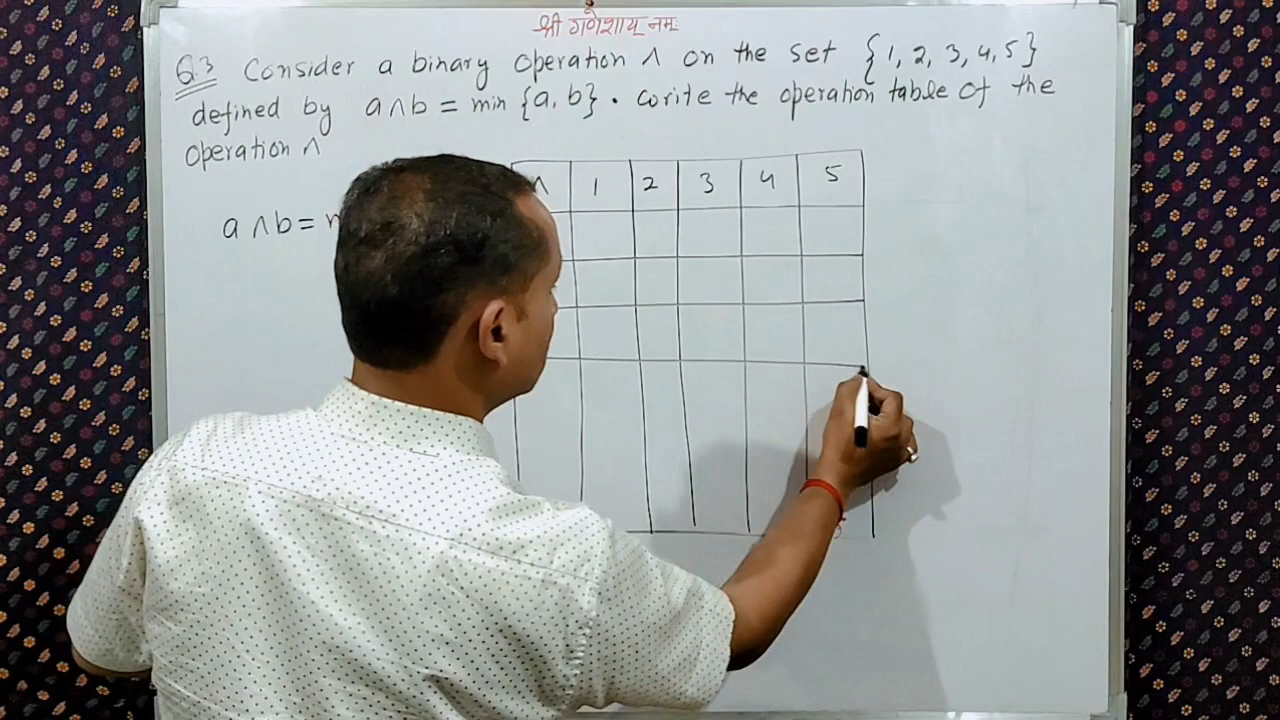 श्री गणेशाय नमः
Q.3 Consider a binary operation ∧ on the set {1, 2, 3, 4, 5}
defined by a∧b = min {a, b}. Write the operation table of the
operation ∧
∧ 1 2 3 4 5
a∧b =